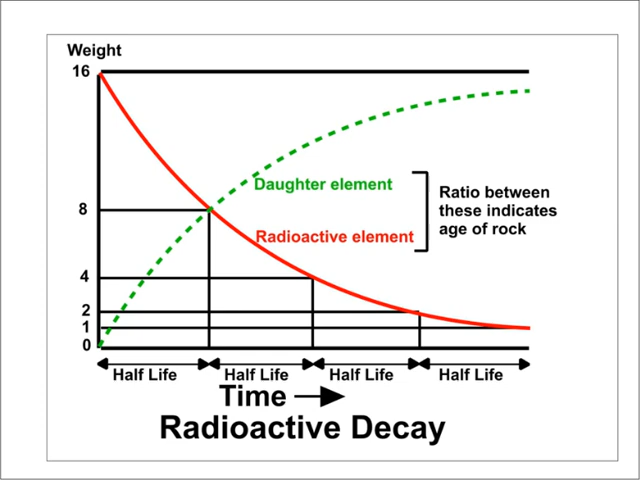 Weight
16
8
4
2
1
0
Daughter element
Radioactive element
Ratio between
these indicates
age of rock
Half Life Half Life Half Life Half Life
Time
Radioactive Decay